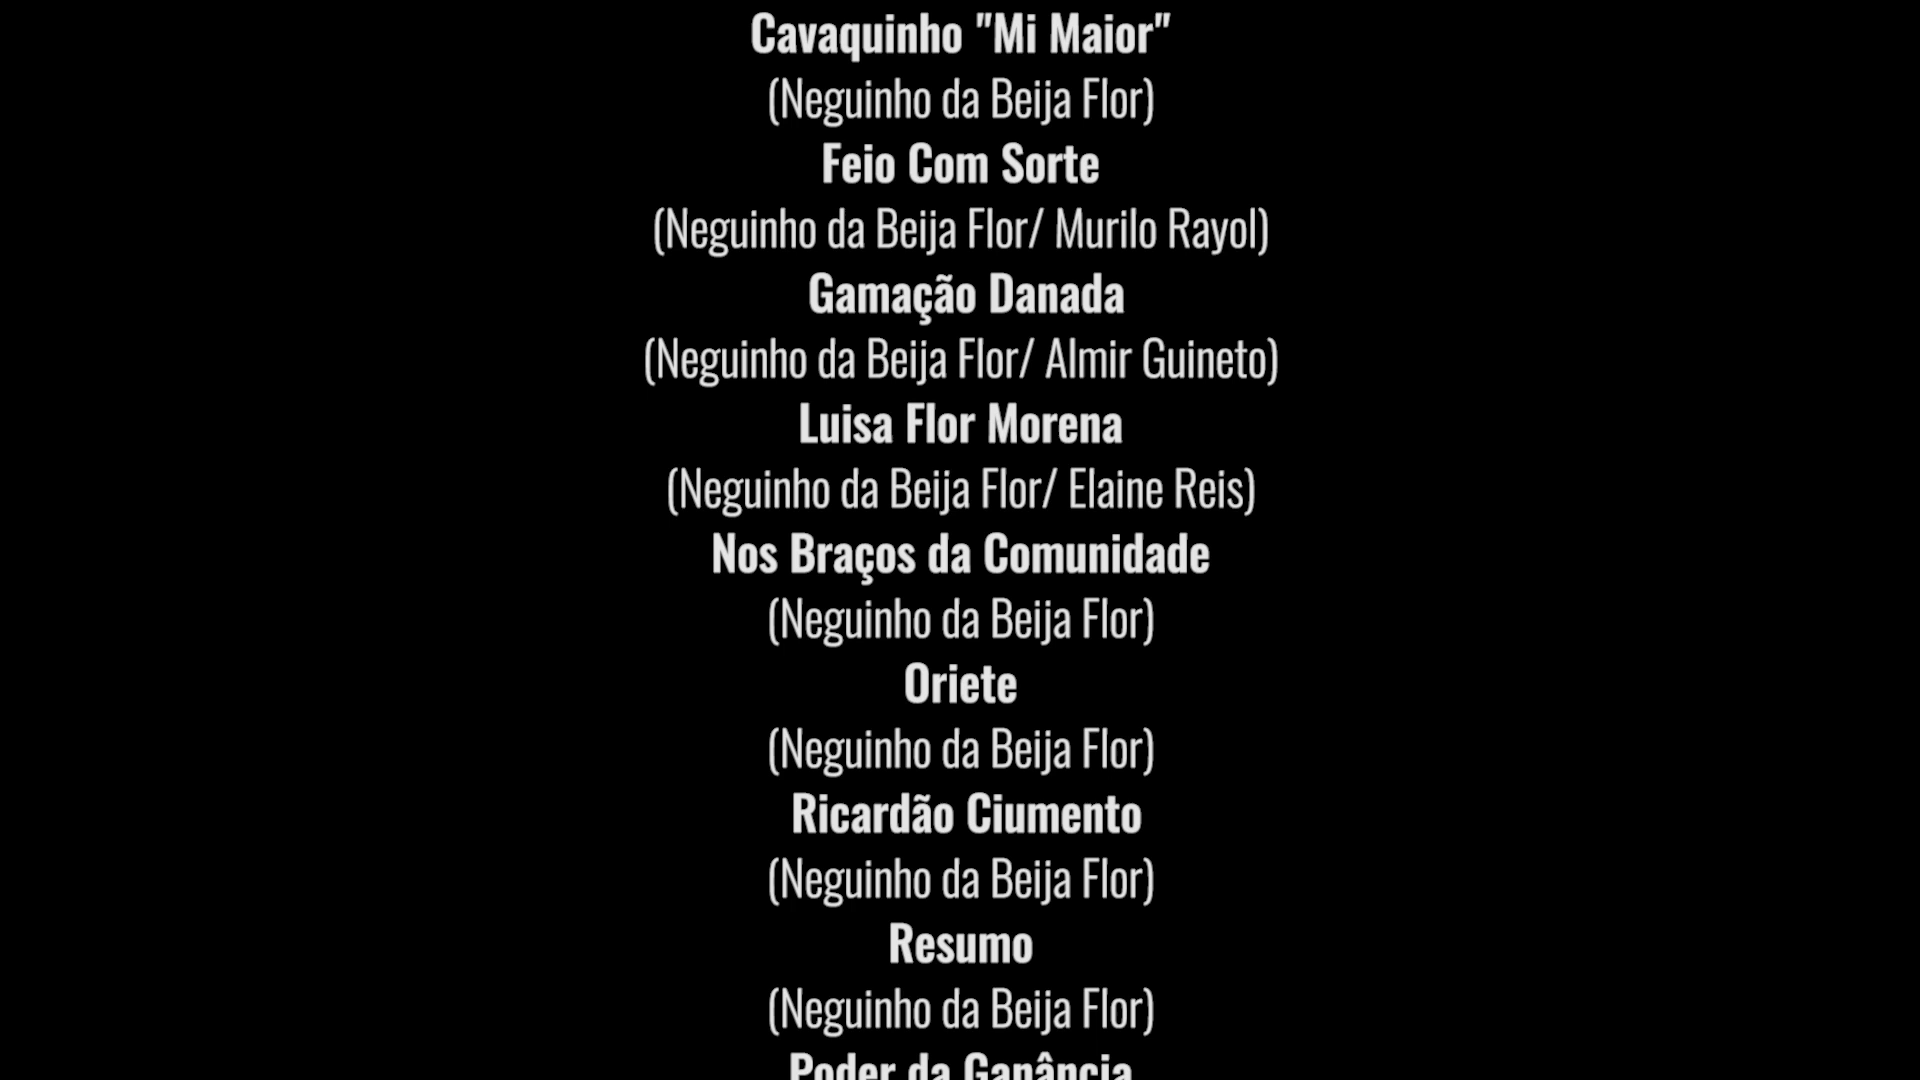 Cavaquinho "Mi Maior"
(Neguinho da Beija Flor)
Feio Com Sorte
(Neguinho da Beija Flor/ Murilo Rayol)
Gamação Danada
(Neguinho da Beija Flor/ Almir Guineto)
Luisa Flor Morena
(Neguinho da Beija Flor/ Elaine Reis)
Nos Braços da Comunidade
(Neguinho da Beija Flor)
Oriete
(Neguinho da Beija Flor)
Ricardão Ciumento
(Neguinho da Beija Flor)
Resumo
(Neguinho da Beija Flor)
Poder da Ganância